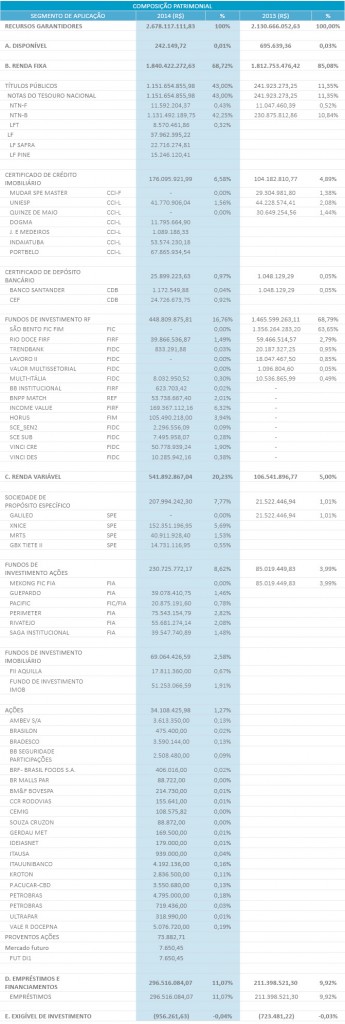 COMPOSIÇÃO PATRIMONIAL
SEGMENTO DE APLICAÇÃO 2014 (R$) % 2013 (R$) %
RECURSOS GARANTIDORES 2.678.117.111,83 100% 2.130.666.052,63 100,00%
A. DISPONÍVEL 242.149,72 0,01% 695.639,36 0,03%
B. RENDA FIXA 1.840.422.272,63 68,72% 1.812.753.476,42 85,08%
TÍTULOS PÚBLICOS 1.151.654.855,98 43,00% 241.923.273,25 11,35%
NOTAS DO TESOURO NACIONAL 1.151.654.855,98 43,00% 241.923.273,25 11,35%
NTN-F 11.592.204,37 0,43% 11.047.460,39 0,52%
NTN-B 1.131.492.189,75 42,25% 230.875.812,86 10,84%
LFT 8.570.461,86 0,32%
LF 37.962.395,22
LF SAFRA 22.716.274,81
LF PINE 15.246.120,41
CERTIFICADO DE CRÉDITO
IMOBILIÁRIO 176.095.921,99 6,58% 104.182.810,77 4,89%
MUDAR SPE MASTER CCI-F - 0,00% 29.304.981,80 1,38%
UNIESP CCI-L 41.770.906,04 1,56% 44.228.574,41 2,08%
QUINZE DE MAIO CCI-L - 0,00% 30.649.254,56 1,44%
DOGMA CCI-L 11.795.664,90
J. E MEDEIROS CCI-L 1.089.186,33
INDAIATUBA CCI-L 53.574.230,18
PORTBELO CCI-L 67.865.934,54
CERTIFICADO DE DEPÓSITO
BANCÁRIO 25.899.223,63 0,97% 1.048.129,29 0,05%
BANCO SANTANDER CDB 1.172.549,88 0,04% 1.048.129,29 0,05%
CEF CDB 24.726.673,75 0,92%
FUNDOS DE INVESTIMENTO RF 448.809.875,81 16,76% 1.465.599.263,11 68,79%
SÃO BENTO FIC FIM FIC - 0,00% 1.356.264.283,20 63,65%
RIO DOCE FIRF FIRF 39.866.536,87 1,49% 59.466.514,57 2,79%
TRENDBANK FIDC 833.291,88 0,03% 20.187.327,25 0,95%
LAVORO II FIDC - 0,00% 18.047.467,50 0,85%
VALOR MULTISSETORIAL FIDC - 0,00% 1.096.804,60 0,05%
MULTI-ITÁLIA FIDC 8.032.950,52 0,30% 10.536.865,99 0,49%
BB INSTITUCIONAL FIRF 623.703,42 0,02%
BNPP MATCH REF 53.738.667,40 2,01%
INCOME VALUE FIRF 169.367.112,16 6,32%
HORUS FIM 105.490.218,00 3,94%
SCE_SEN2 FIDC 2.296.336,09 0,09%
SCE SUB FIDC 7.495.958,07 0,28%
VINCI CRE FIDC 50.778.939,24 1,90%
VINCI DES FIDC 10.285.942,16 0,38%
C. RENDA VARIÁVEL 541.892.867,04 20,23% 106.541.896,77 5,00%
SOCIEDADE DE
PROPÓSITO ESPECÍFICO 207.994.242,30 7,77% 21.522.446,94 1,01%
GALILEO SPE - 0,00% 21.522.446,94 1,01%
XNICE SPE 152.351.196,95 5,69%
MRTS SPE 40.911.928,40 1,53%
GBX TIETE II SPE 14.731.116,95 0,55%
FUNDOS DE
INVESTIMENTO AÇÕES 230.725.772,17 8,62% 85.019.449,83 3,99%
MEKONG FIC FIA FIA - 0,00% 85.019.449,83 3,99%
GUEPARDO FIA 39.078.410,75 1,46%
PACIFIC FIC/FIA 20.875.191,60 0,78%
PERIMETER FIA 75.543.154,79 2,82%
RIVATEJO FIA 55.681.274,14 2,08%
SAGA INSTITUCIONAL FIA 39.547.740,89 1,48%
FUNDOS DE INVESTIMENTO
IMOBILIÁRIO 69.064.426,59 2,58%
FII AQUILLA 17.811.360,00 0,67%
FUNDO DE INVESTIMENTO
IMOB 51.253.066,59 1,91%
AÇÕES 34.108.425,98 1,27%
AMBEV S/A 3.613.350,00 0,13%
BRASILON 475.400,00 0,02%
BRADESCO 3.590.144,00 0,13%
BB SEGURIDADE
PARTICIPAÇÕES 2.508.480,00 0,09%
BRF- BRASIL FOODS S.A. 406.016,00 0,02%
BR MALLS PAR 88.722,00 0,00%
BM&F BOVESPA 214.730,00 0,01%
CCR RODOVIAS 155.641,00 0,01%
CEMIG 108.575,82 0,00%
SOUZA CRUZON 88.872,00 0,00%
GERDAU MET 169.500,00 0,01%
IDEIASNET 179.000,00 0,01%
ITAUSA 939.000,00 0,04%
ITAUUNIBANCO 4.192.136,00 0,16%
KROTON 2.836.500,00 0,11%
P.ACUCAR-CBD 3.550.680,00 0,13%
PETROBRAS 4.795.000,00 0,18%
PETROBRAS 719.436,00 0,03%
ULTRAPAR 318.990,00 0,01%
VALE R DOCEPNA 5.076.720,00 0,19%
PROVENTOS AÇÕES 73.882,71
Mercado futuro 7.650,45
FUT DI1 7.650,45
D. EMPRÉSTIMOS E
FINANCIAMENTOS 296.516.084,07 11,07% 211.398.521,30 9,92%
EMPRÉSTIMOS 296.516.084,07 11,07% 211.398.521,30 9,92%
E. EXIGÍVEL DE INVESTIMENTO (956.261,63) -0,04% (723.481,22) -0,03%